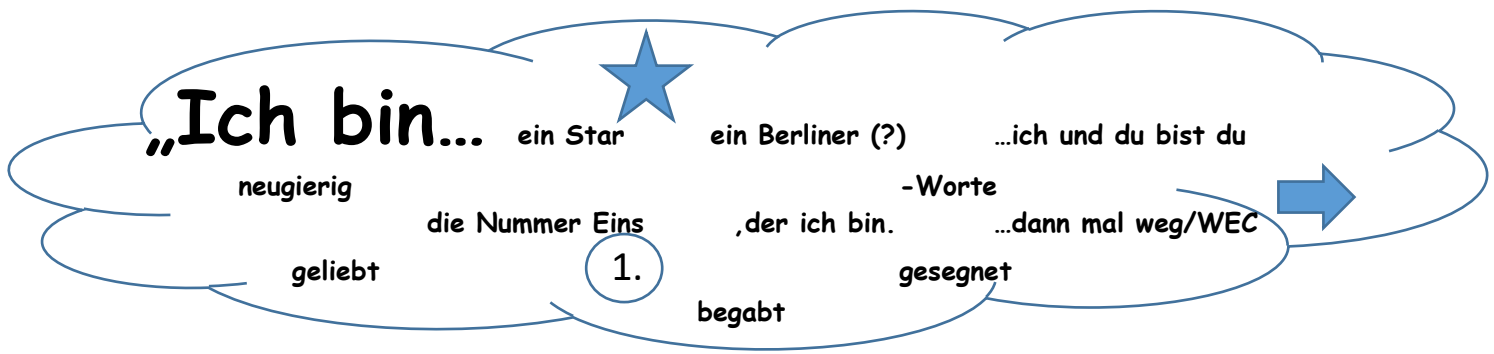 „Ich bin… ein Star ein Berliner (?) …ich und du bist du
neugierig -Worte
die Nummer Eins ,der ich bin. …dann mal weg/WEC
geliebt 1. gesegnet
begabt